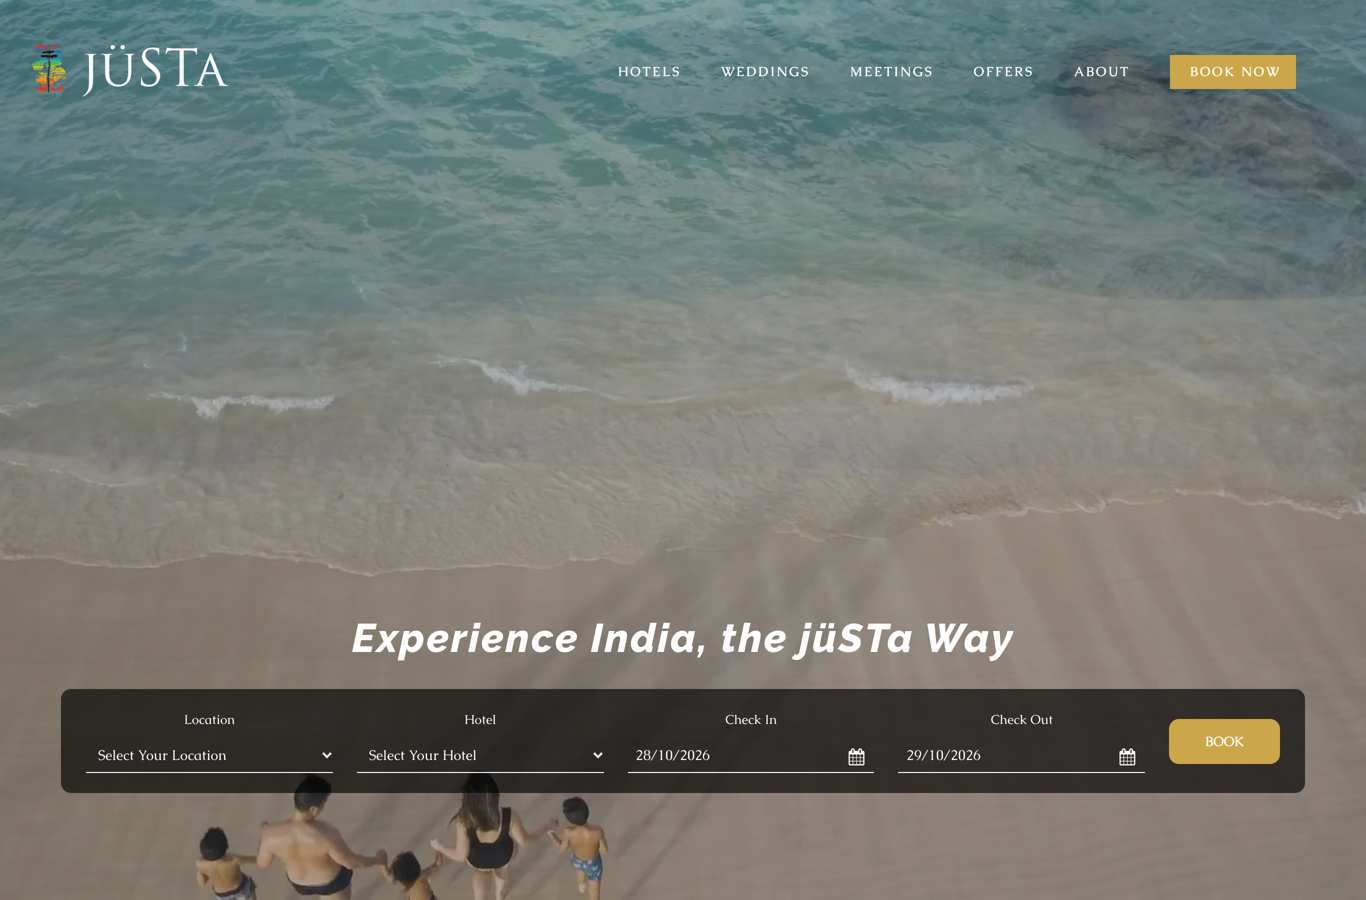 jüSTa
HOTELS
WEDDINGS
MEETINGS
OFFERS
ABOUT
BOOK NOW
Experience India, the jüSTa Way
Location
Hotel
Check In
Check Out
Select Your Location
Select Your Hotel
28/10/2026
29/10/2026
BOOK